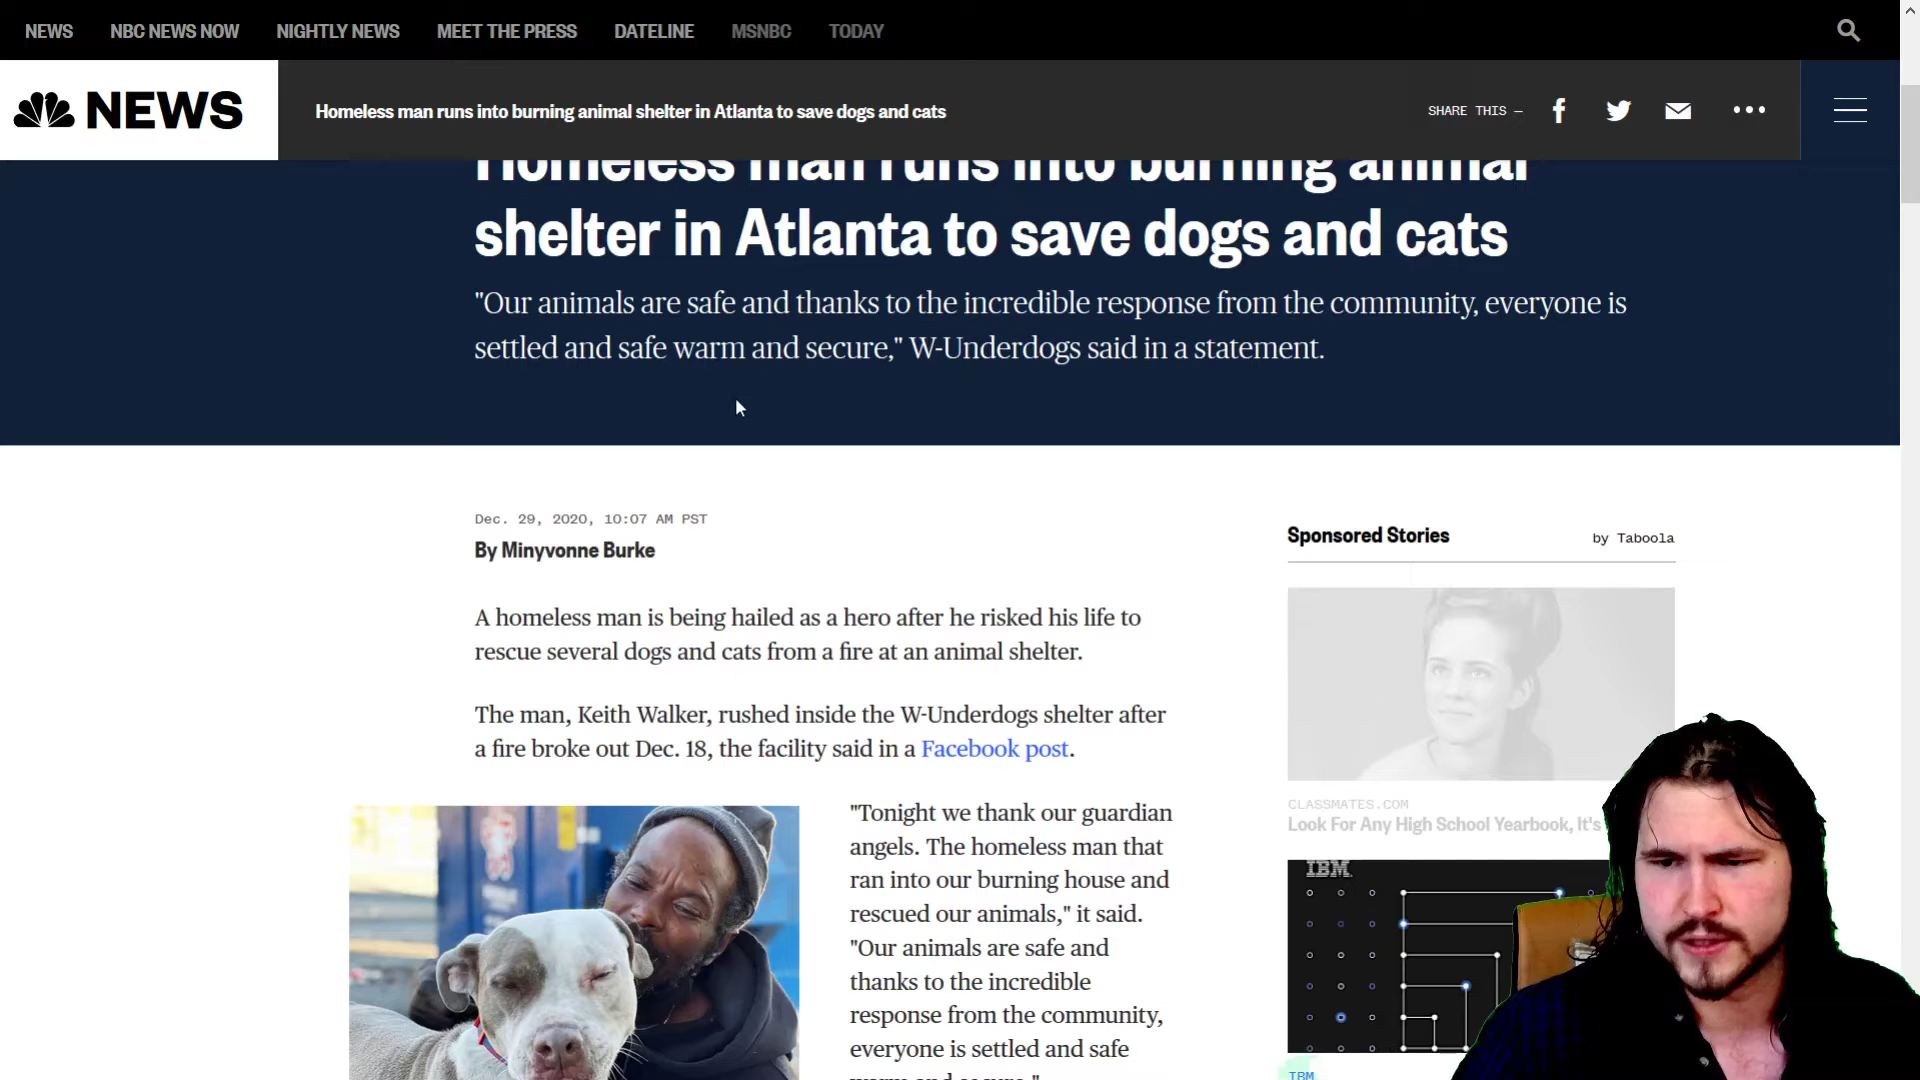 NEWS NBC NEWS NOW NIGHTLY NEWS MEET THE PRESS DATELINE MSNBC TODAY
NEWS
Homeless man runs into burning animal shelter in Atlanta to save dogs and cats
SHARE THIS —
Homeless man runs into burning animal
shelter in Atlanta to save dogs and cats
"Our animals are safe and thanks to the incredible response from the community, everyone is
settled and safe warm and secure," W-Underdogs said in a statement.
Dec. 29, 2020, 10:07 AM PST
By Minyvonne Burke
A homeless man is being hailed as a hero after he risked his life to
rescue several dogs and cats from a fire at an animal shelter.
The man, Keith Walker, rushed inside the W-Underdogs shelter after
a fire broke out Dec. 18, the facility said in a Facebook post.
"Tonight we thank our guardian
angels. The homeless man that
ran into our burning house and
rescued our animals," it said.
"Our animals are safe and
thanks to the incredible
response from the community,
everyone is settled and safe
warm and secure."
Sponsored Stories
by Taboola
CLASSMATES.COM
Look For Any High School Yearbook, It's
IBM
IBM